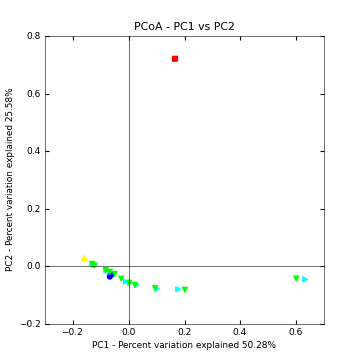 PCoA - PC1 vs PC2
0.8
0.6
0.4
0.2
0.0
−0.2
PC2 - Percent variation explained 25.58%
−0.2 0.0 0.2 0.4 0.6
PC1 - Percent variation explained 50.28%